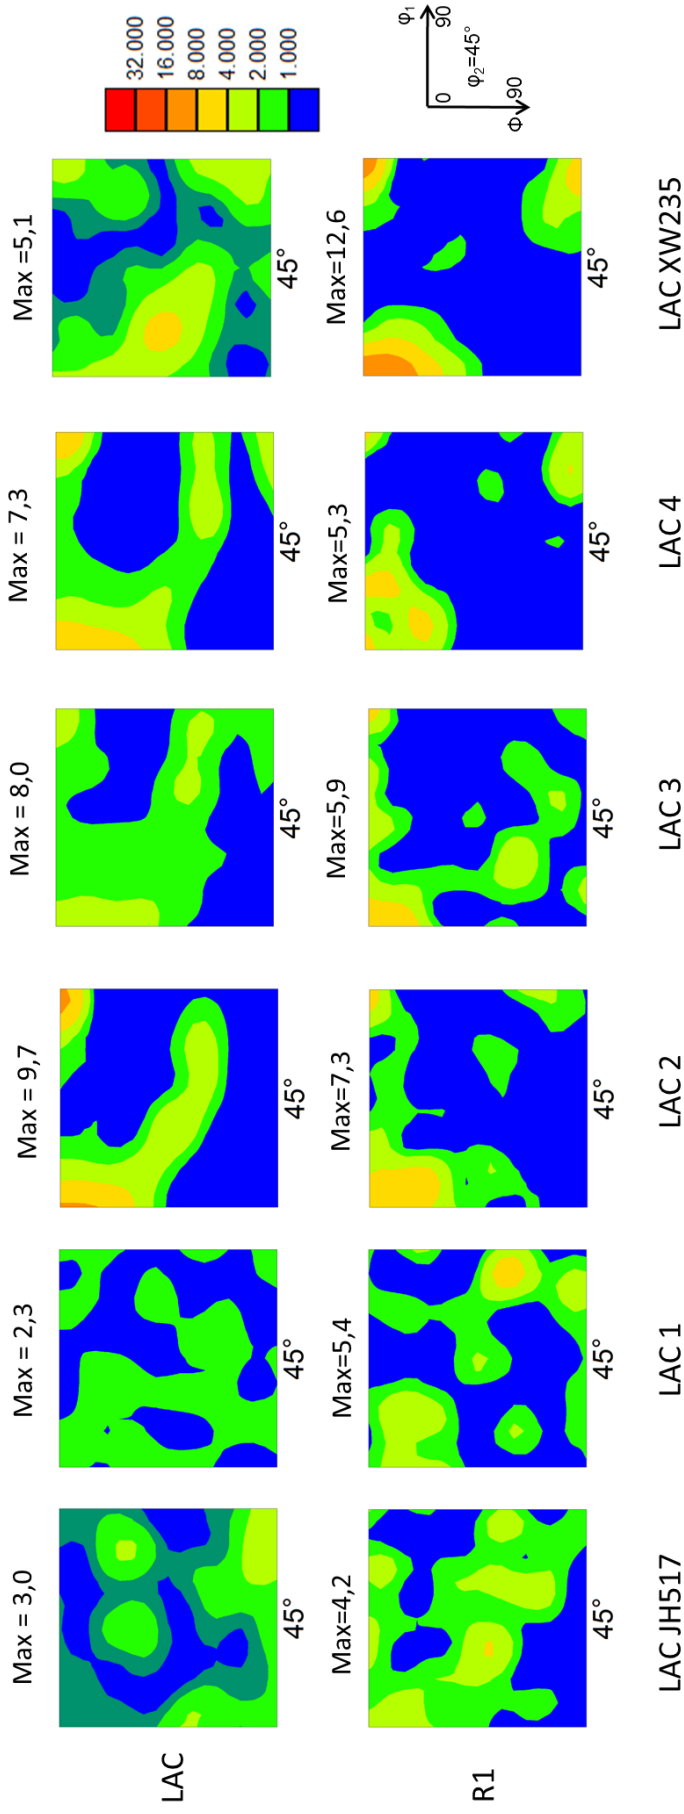 Max = 3,0
Max = 2,3
Max = 9,7
Max = 8,0
Max = 7,3
Max =5,1
32.000
16.000
8.000
4.000
2.000
1.000
LAC
45°
45°
45°
45°
45°
45°
Max=4,2
Max=5,4
Max=7,3
Max=5,9
Max=5,3
Max=12,6
φ₁
0
90
φ₂=45°
Φ
90
R1
45°
45°
45°
45°
45°
45°
LAC JH517
LAC 1
LAC 2
LAC 3
LAC 4
LAC XW235